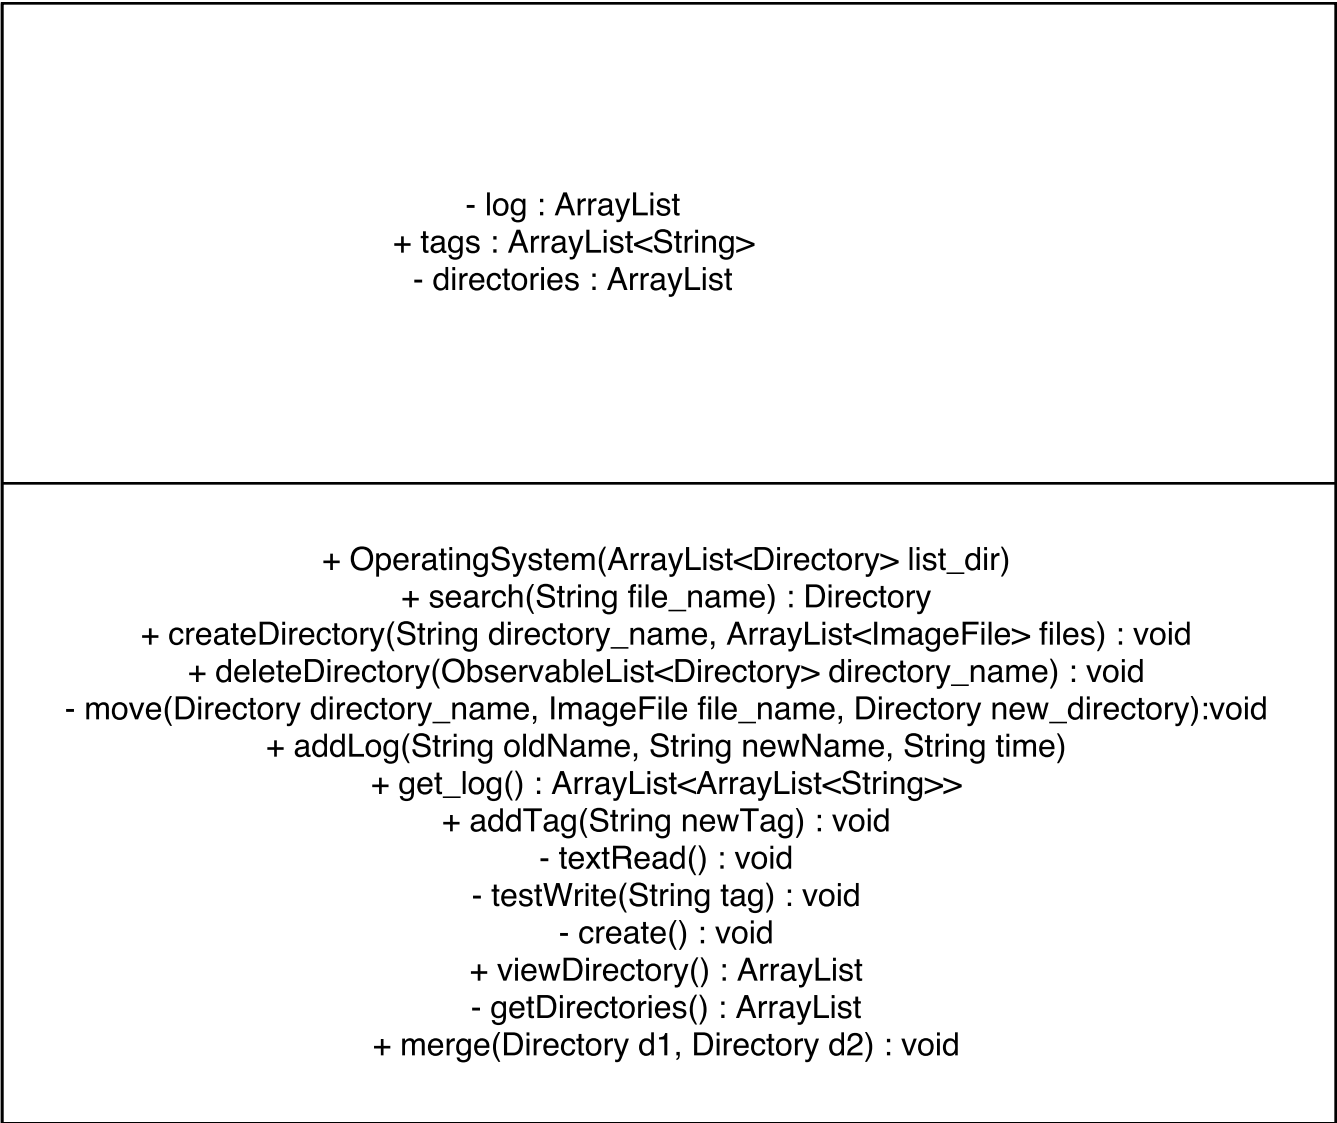 - log : ArrayList
+ tags : ArrayList<String>
- directories : ArrayList
+ OperatingSystem(ArrayList<Directory> list_dir)
+ search(String file_name) : Directory
+ createDirectory(String directory_name, ArrayList<ImageFile> files) : void
+ deleteDirectory(ObservableList<Directory> directory_name) : void
- move(Directory directory_name, ImageFile file_name, Directory new_directory):void
+ addLog(String oldName, String newName, String time)
+ get_log() : ArrayList<ArrayList<String>>
+ addTag(String newTag) : void
- textRead() : void
- testWrite(String tag) : void
- create() : void
+ viewDirectory() : ArrayList
- getDirectories() : ArrayList
+ merge(Directory d1, Directory d2) : void